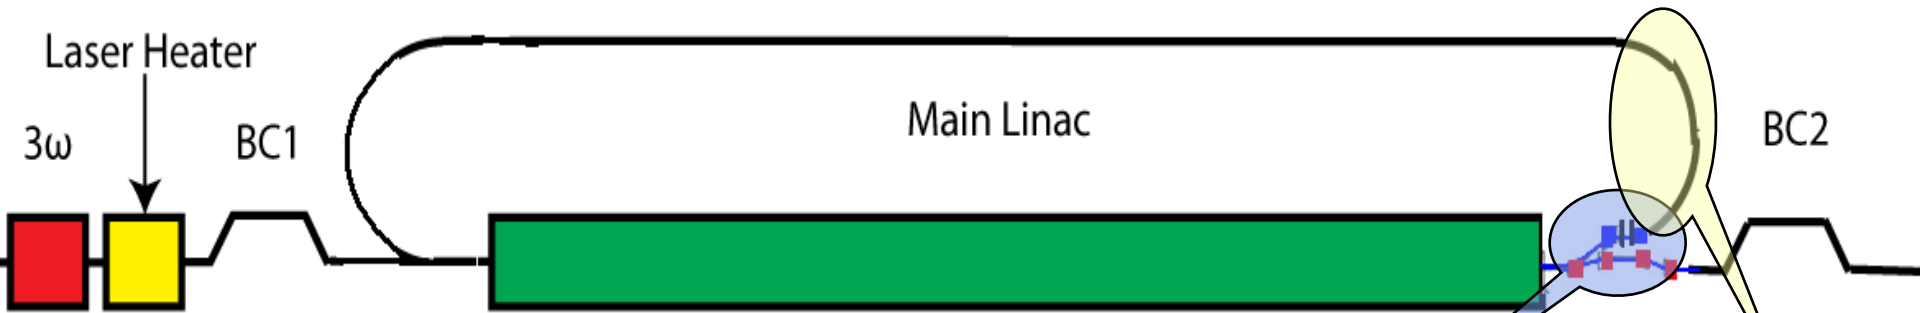 Laser Heater
3ω
BC1
Main Linac
BC2